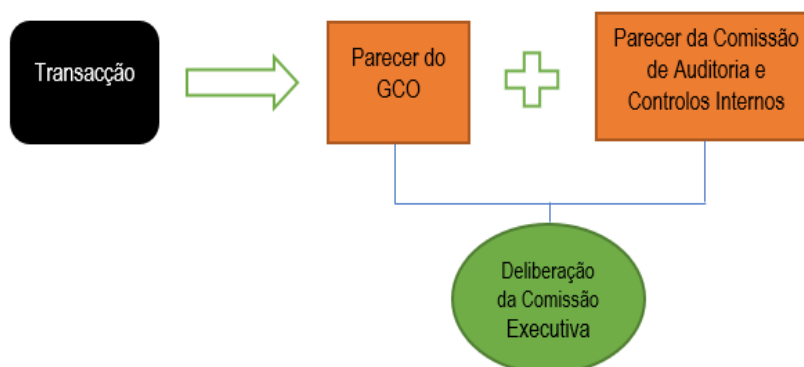 Transacção
Parecer do
GCO
Parecer da Comissão
de Auditoria e
Controlos Internos
Deliberação
da Comissão
Executiva